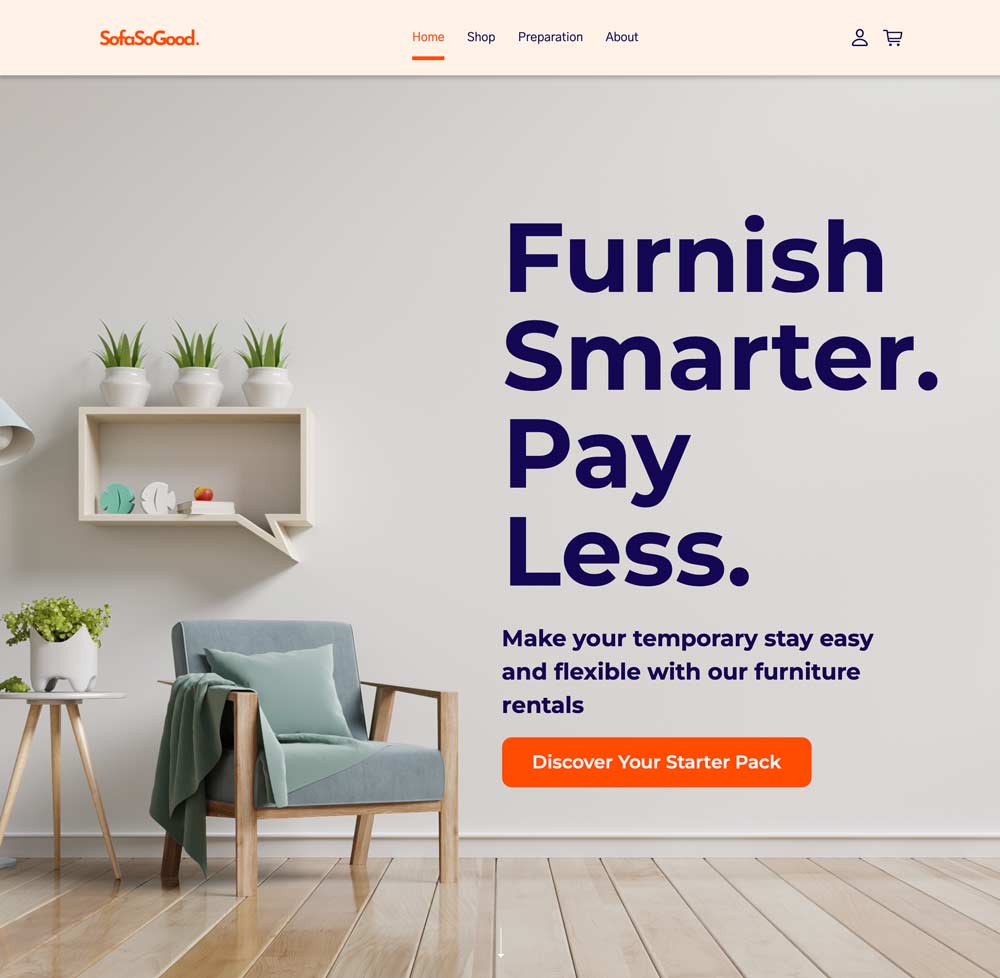 SofaSoGood.
Home Shop Preparation About
Furnish
Smarter.
Pay
Less.
Make your temporary stay easy
and flexible with our furniture
rentals
Discover Your Starter Pack